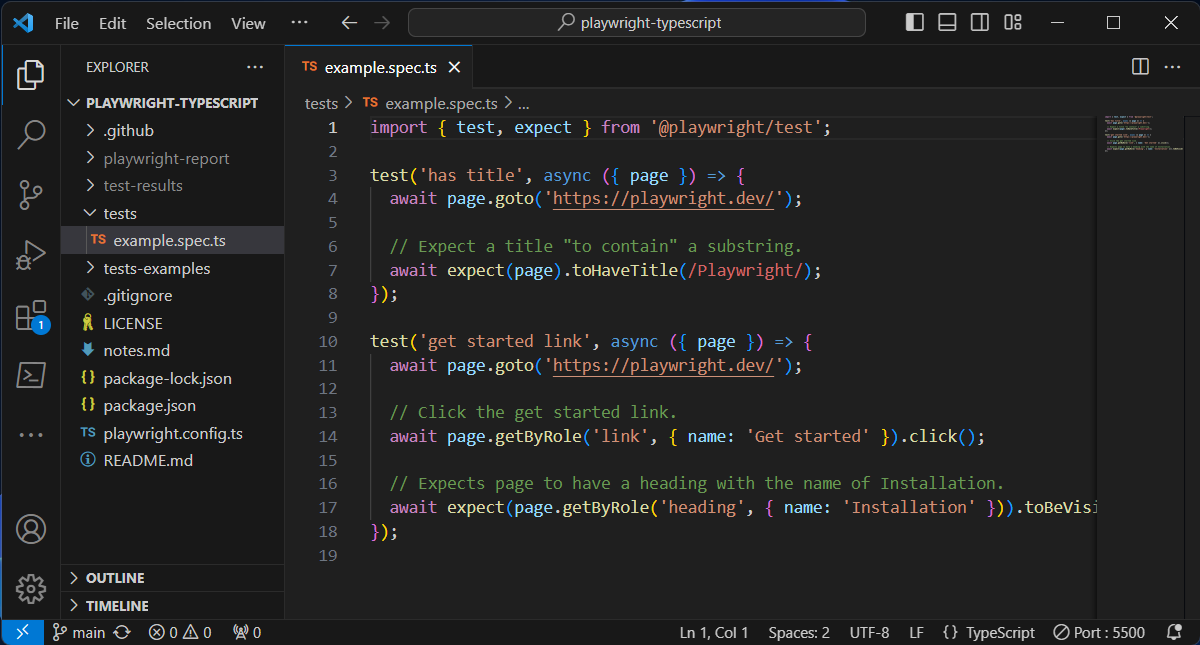 File Edit Selection View ··· playwright-typescript
EXPLORER ···
PLAYWRIGHT-TYPESCRIPT
.github
playwright-report
test-results
tests
TS example.spec.ts
tests-examples
.gitignore
LICENSE
notes.md
{} package-lock.json
{} package.json
TS playwright.config.ts
README.md
1
OUTLINE
TIMELINE
TS example.spec.ts
tests > TS example.spec.ts > ...
1 import { test, expect } from '@playwright/test';
2
3 test('has title', async ({ page }) => {
4 await page.goto('https://playwright.dev/');
5
6 // Expect a title "to contain" a substring.
7 await expect(page).toHaveTitle(/Playwright/);
8 });
9
10 test('get started link', async ({ page }) => {
11 await page.goto('https://playwright.dev/');
12
13 // Click the get started link.
14 await page.getByRole('link', { name: 'Get started' }).click();
15
16 // Expects page to have a heading with the name of Installation.
17 await expect(page.getByRole('heading', { name: 'Installation' })).toBeVisi
18 });
19
main 0 0 0 Ln 1, Col 1 Spaces: 2 UTF-8 LF {} TypeScript Port : 5500